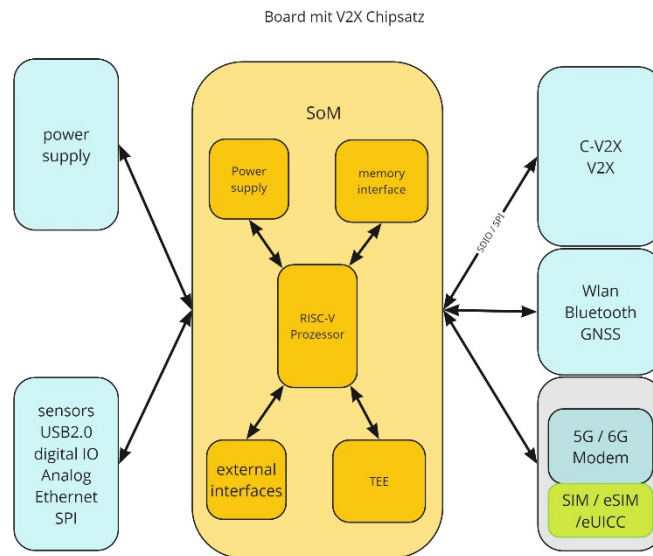 Board mit V2X Chipsatz
power
supply
sensors
USB2.0
digital IO
Analog
Ethernet
SPI
SoM
Power
supply
memory
interface
RISC-V
Prozessor
external
interfaces
TEE
SDIO / SPI
C-V2X
V2X
Wlan
Bluetooth
GNSS
5G / 6G
Modem
SIM / eSIM
/eUICC